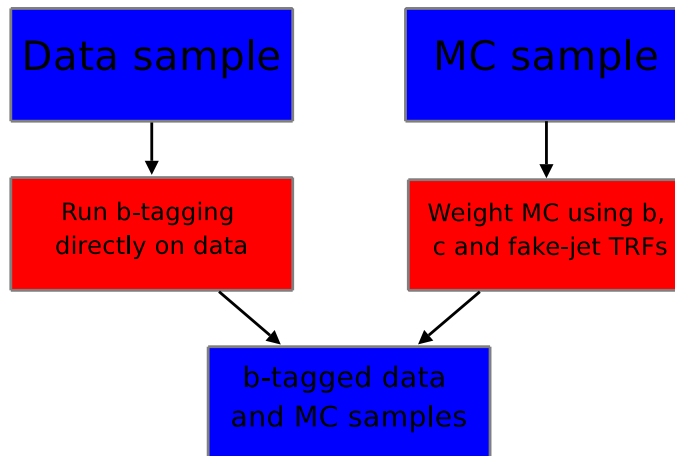 Data sample
MC sample
Run b-tagging
directly on data
Weight MC using b,
c and fake-jet TRFs
b-tagged data
and MC samples